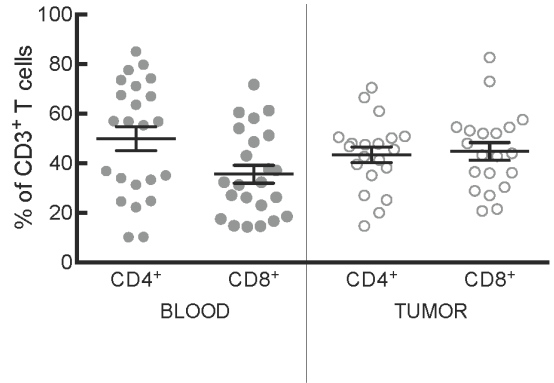 % of CD3⁺ T cells
100
80
60
40
20
0
CD4⁺ CD8⁺ CD4⁺ CD8⁺
BLOOD TUMOR